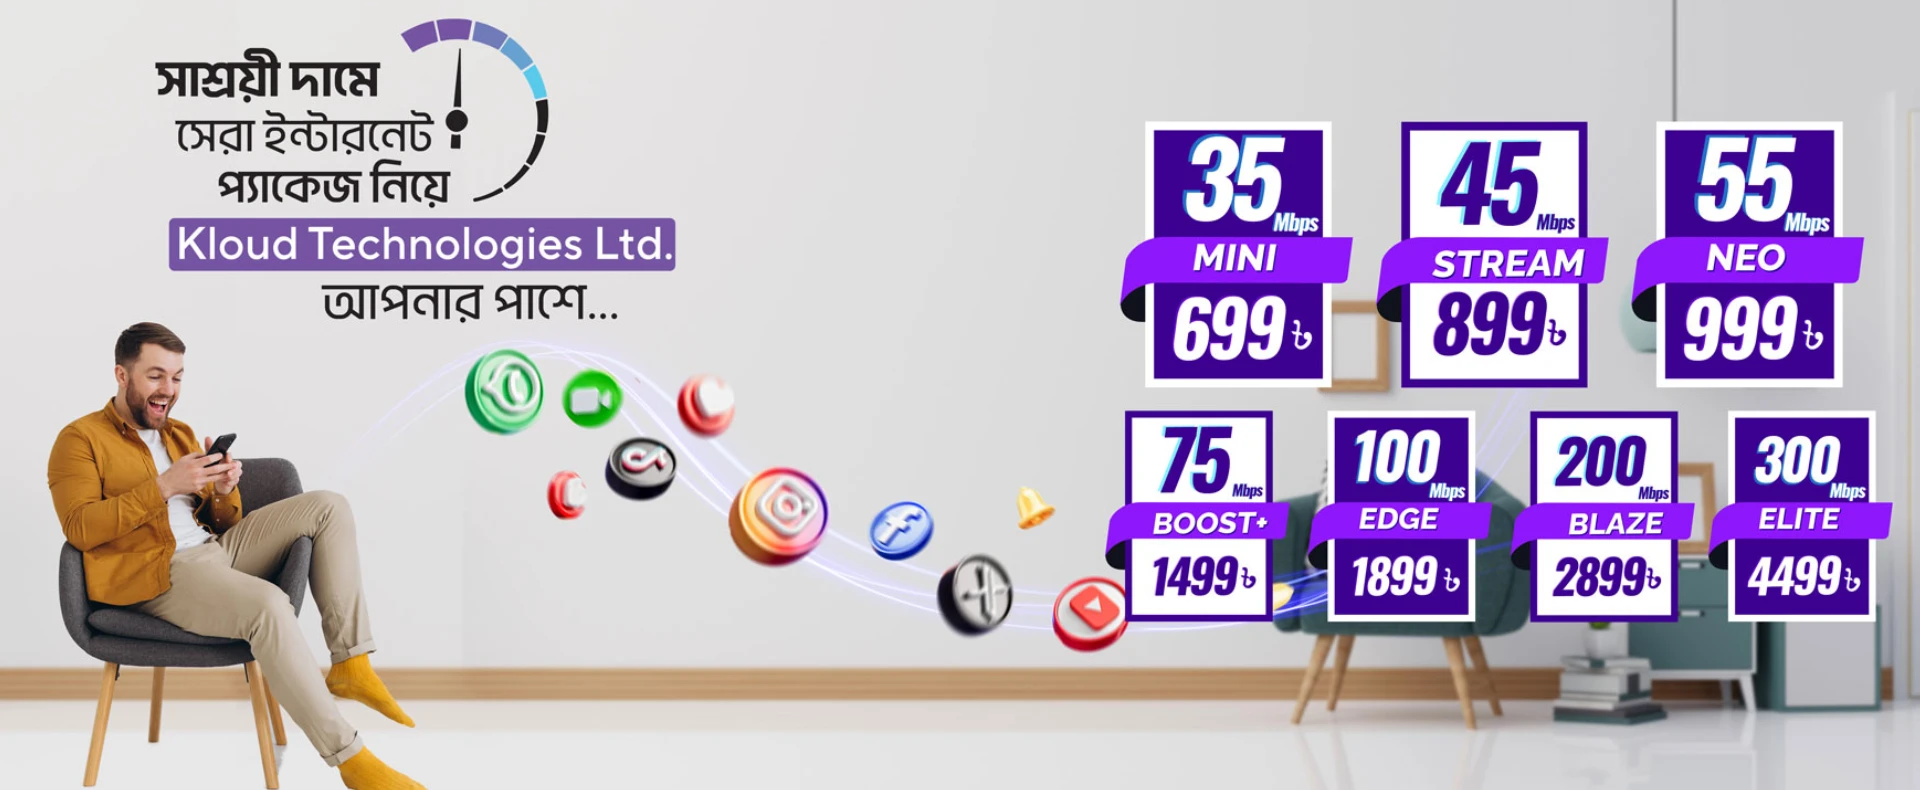 সাশ্রয়ী দামে
সেরা ইন্টারনেট
প্যাকেজ নিয়ে
Kloud Technologies Ltd.
আপনার পাশে...
35 Mbps
MINI
699৳
45 Mbps
STREAM
899৳
55 Mbps
NEO
999৳
75 Mbps
BOOST+
1499৳
100 Mbps
EDGE
1899৳
200 Mbps
BLAZE
2899৳
300 Mbps
ELITE
4499৳